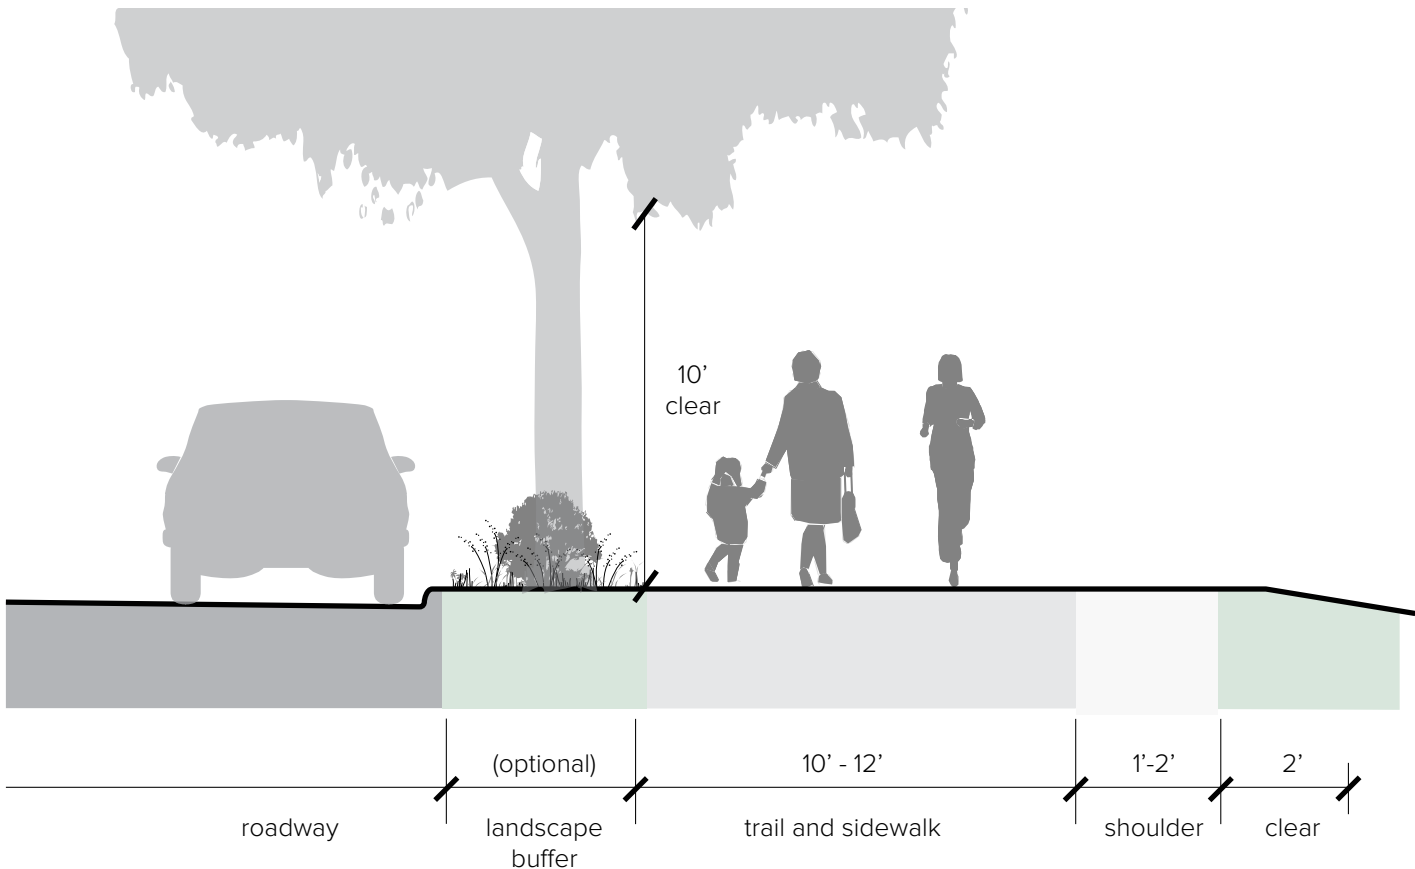 10’
clear
(optional)
10’ - 12’
1’-2’
2’
roadway
landscape
buffer
trail and sidewalk
shoulder
clear